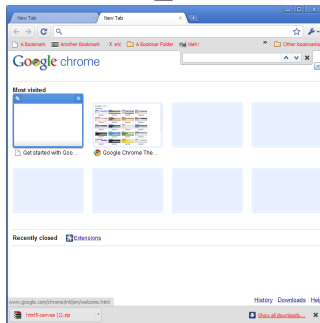 New Tab
New Tab
A Bookmark
Another Bookmark
X etc
A Bookmar Folder
Meh!
»
Other bookmarks
Google chrome
Most visited
Get started with Goo...
Google Chrome The...
Recently closed
Extensions
www.google.com/chrome/intl/en/welcome.html
History
Downloads
Help
html5-canvas (1).zip
Show all downloads...